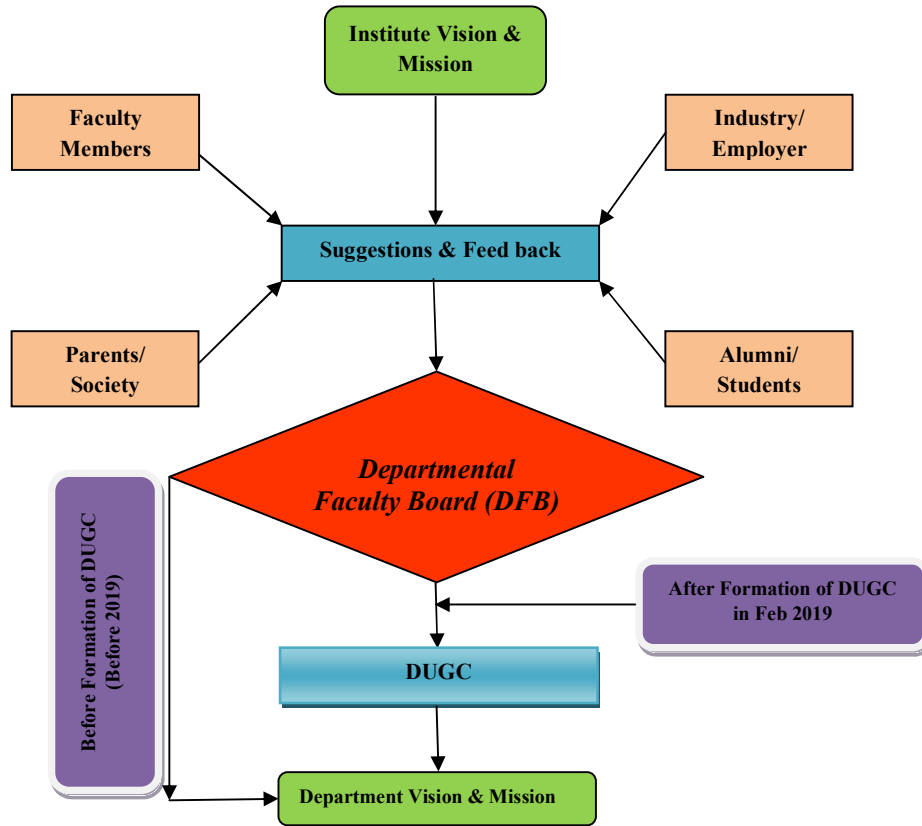 Institute Vision &
Mission
Faculty
Members
Industry/
Employer
Suggestions & Feed back
Parents/
Society
Alumni/
Students
Departmental
Faculty Board (DFB)
Before Formation of DUGC
(Before 2019)
After Formation of DUGC
in Feb 2019
DUGC
Department Vision & Mission